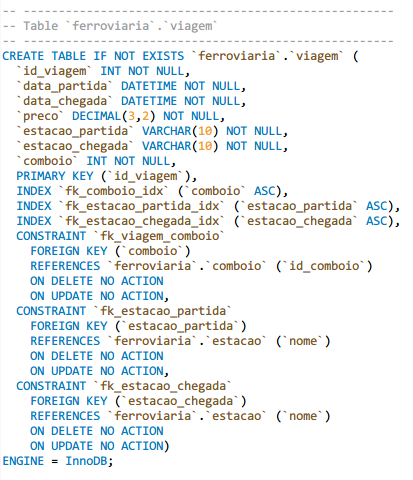 -- -----------------------------------------------------
-- Table `ferroviaria`.`viagem`
-- -----------------------------------------------------
CREATE TABLE IF NOT EXISTS `ferroviaria`.`viagem` (
  `id_viagem` INT NOT NULL,
  `data_partida` DATETIME NOT NULL,
  `data_chegada` DATETIME NOT NULL,
  `preco` DECIMAL(3,2) NOT NULL,
  `estacao_partida` VARCHAR(10) NOT NULL,
  `estacao_chegada` VARCHAR(10) NOT NULL,
  `comboio` INT NOT NULL,
  PRIMARY KEY (`id_viagem`),
  INDEX `fk_comboio_idx` (`comboio` ASC),
  INDEX `fk_estacao_partida_idx` (`estacao_partida` ASC),
  INDEX `fk_estacao_chegada_idx` (`estacao_chegada` ASC),
  CONSTRAINT `fk_viagem_comboio`
    FOREIGN KEY (`comboio`)
    REFERENCES `ferroviaria`.`comboio` (`id_comboio`)
    ON DELETE NO ACTION
    ON UPDATE NO ACTION,
  CONSTRAINT `fk_estacao_partida`
    FOREIGN KEY (`estacao_partida`)
    REFERENCES `ferroviaria`.`estacao` (`nome`)
    ON DELETE NO ACTION
    ON UPDATE NO ACTION,
  CONSTRAINT `fk_estacao_chegada`
    FOREIGN KEY (`estacao_chegada`)
    REFERENCES `ferroviaria`.`estacao` (`nome`)
    ON DELETE NO ACTION
    ON UPDATE NO ACTION)
ENGINE = InnoDB;